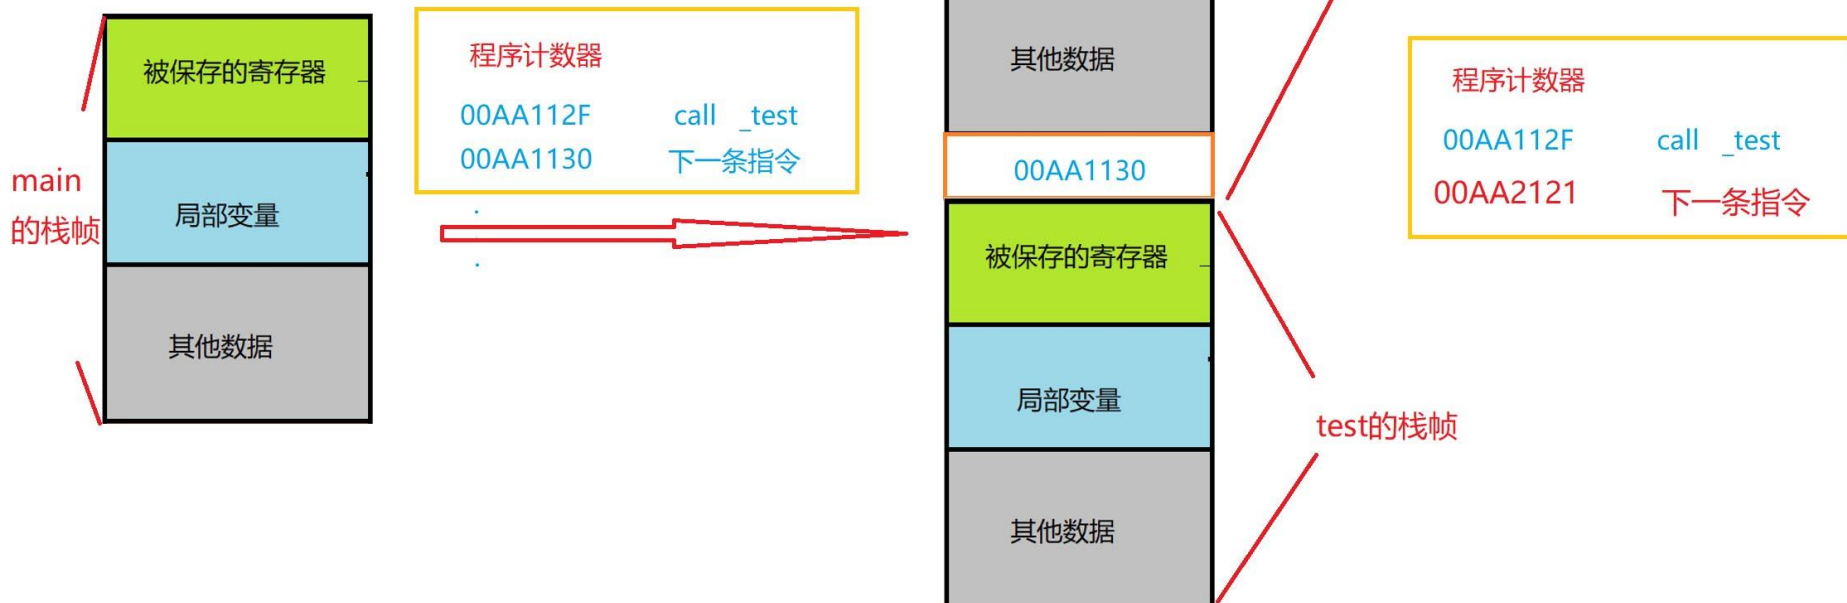 main
的栈帧
被保存的寄存器
局部变量
其他数据
程序计数器
00AA112F call _test
00AA1130 下一条指令
其他数据
00AA1130
被保存的寄存器
局部变量
其他数据
test的栈帧
程序计数器
00AA112F call _test
00AA2121 下一条指令